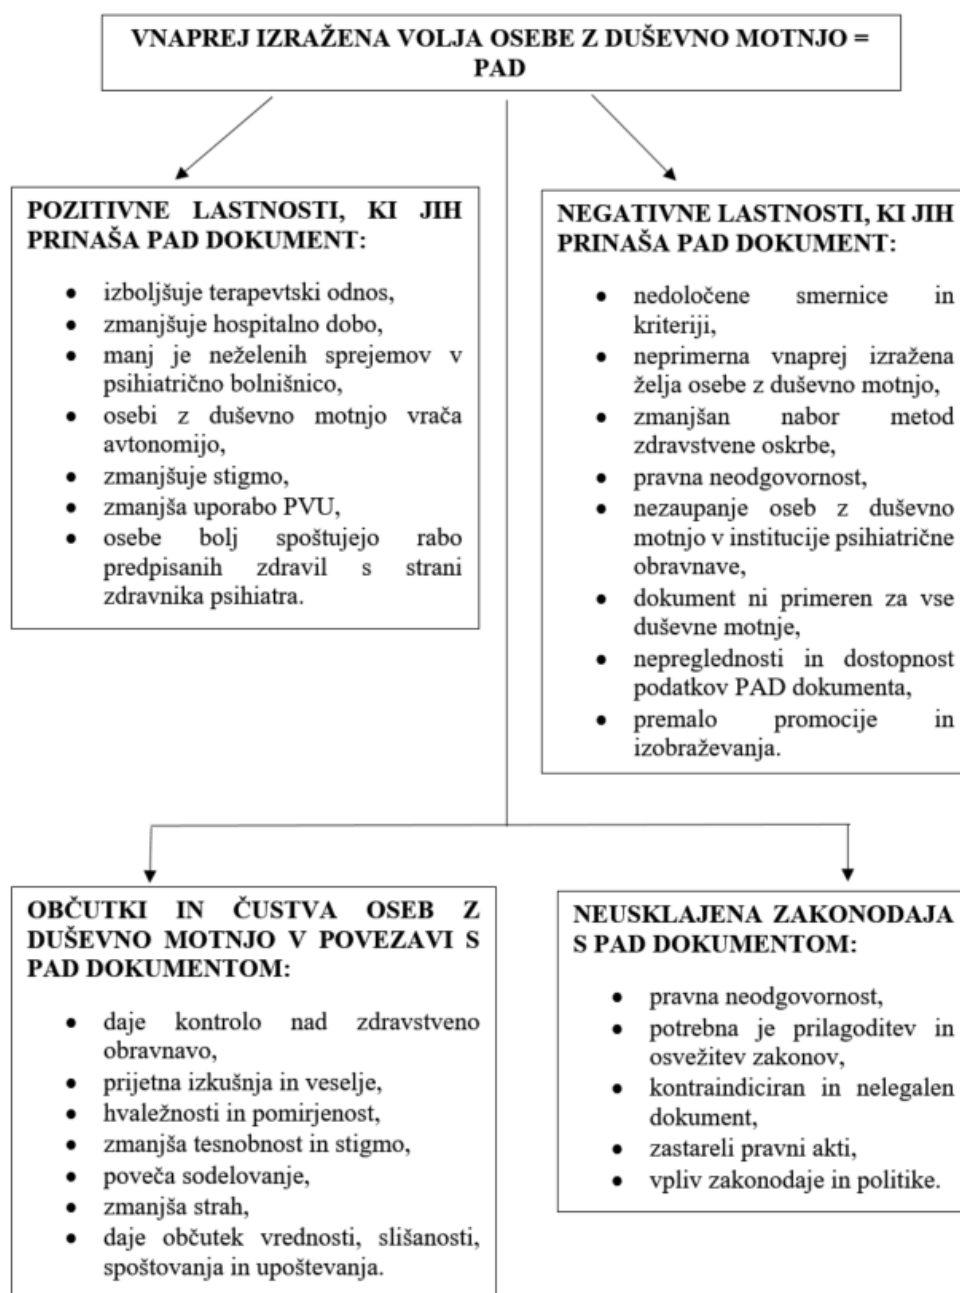 VNAPREJ IZRAŽENA VOLJA OSEBE Z DUŠEVNO MOTNJO =
PAD
POZITIVNE LASTNOSTI, KI JIH
PRINAŠA PAD DOKUMENT:
• izboljšuje terapevtski odnos,
• zmanjšuje hospitalno dobo,
• manj je neželenih sprejemov v
psihiatrično bolnišnico,
• osebi z duševno motnjo vrača
avtonomijo,
• zmanjšuje stigmo,
• zmanjša uporabo PVU,
• osebe bolj spoštujejo rabo
predpisanih zdravil s strani
zdravnika psihiatra.
NEGATIVNE LASTNOSTI, KI JIH
PRINAŠA PAD DOKUMENT:
• nedoločene smernice in
kriteriji,
• neprimerna vnaprej izražena
želja osebe z duševno motnjo,
• zmanjšan nabor metod
zdravstvene oskrbe,
• pravna neodgovornost,
• nezaupanje oseb z duševno
motnjo v institucije psihiatrične
obravnave,
• dokument ni primeren za vse
duševne motnje,
• nepreglednosti in dostopnost
podatkov PAD dokumenta,
• premalo promocije in
izobraževanja.
OBČUTKI IN ČUSTVA OSEB Z
DUŠEVNO MOTNJO V POVEZAVI S
PAD DOKUMENTOM:
• daje kontrolo nad zdravstveno
obravnavo,
• prijetna izkušnja in veselje,
• hvaležnosti in pomirjenost,
• zmanjša tesnobnost in stigmo,
• poveča sodelovanje,
• zmanjša strah,
• daje občutek vrednosti, slišanosti,
spoštovanja in upoštevanja.
NEUSKLAJENA ZAKONODAJA
S PAD DOKUMENTOM:
• pravna neodgovornost,
• potrebna je prilagoditev in
osvežitev zakonov,
• kontraindiciran in nelegalen
dokument,
• zastareli pravni akti,
• vpliv zakonodaje in politike.